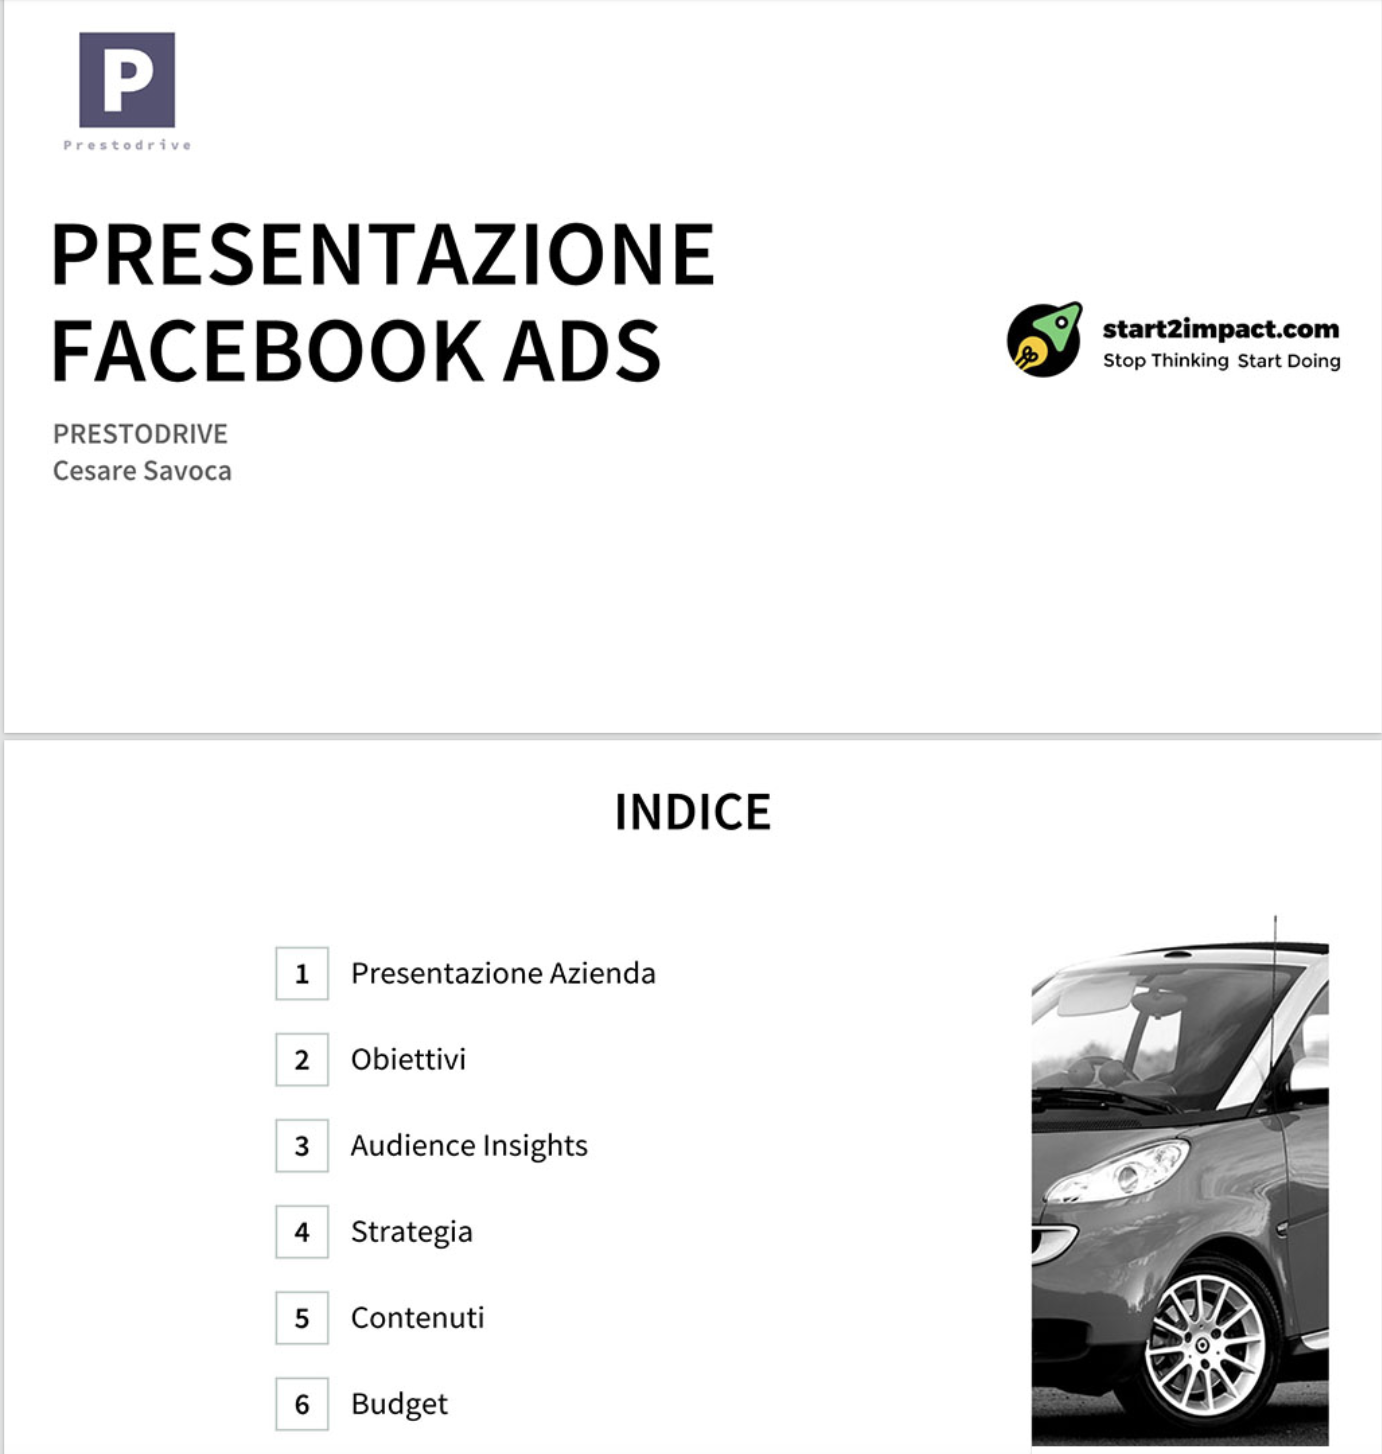 P
Prestodrive
PRESENTAZIONE
FACEBOOK ADS
PRESTODRIVE
Cesare Savoca
start2impact.com
Stop Thinking Start Doing
INDICE
1 Presentazione Azienda
2 Obiettivi
3 Audience Insights
4 Strategia
5 Contenuti
6 Budget